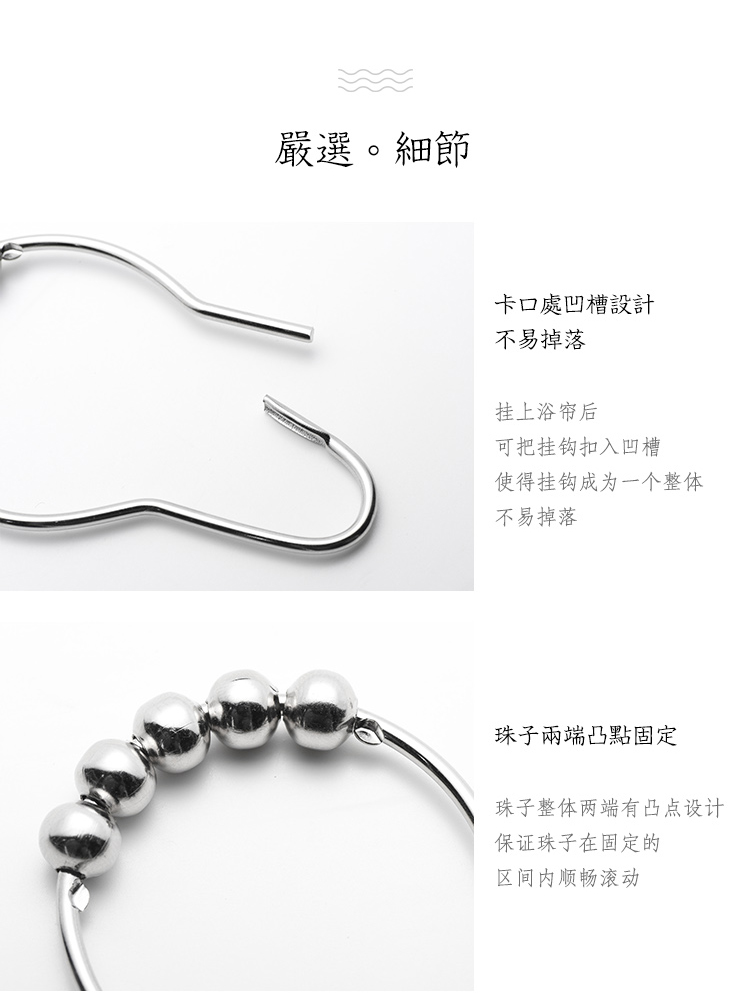 嚴選。細節
卡口處凹槽設計
不易掉落
挂上浴帘后
可把挂钩扣入凹槽
使得挂钩成为一个整体
不易掉落
珠子兩端凸點固定
珠子整体两端有凸点设计
保证珠子在固定的
区间内顺畅滚动